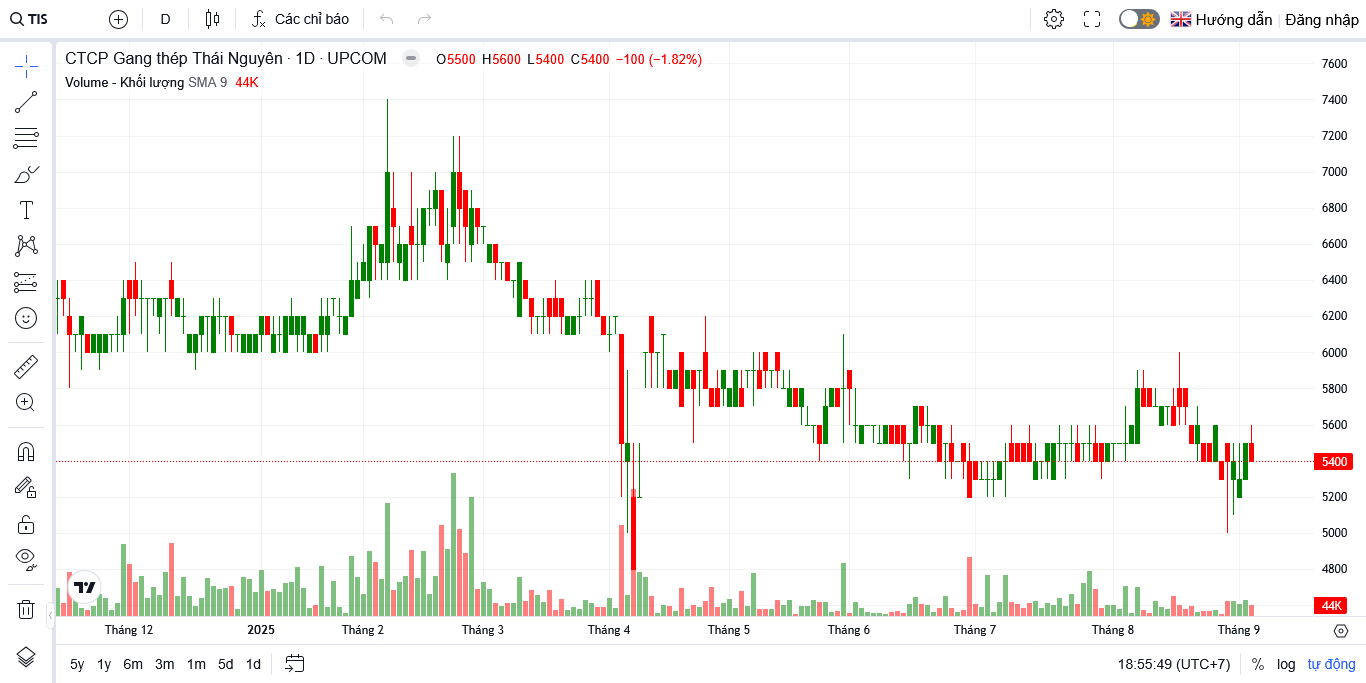 TIS D Các chỉ báo Hướng dẫn Đăng nhập
CTCP Gang thép Thái Nguyên · 1D · UPCOM O5500 H5600 L5400 C5400 −100 (−1.82%)
Volume - Khối lượng SMA 9 44K
7600
7400
7200
7000
6800
6600
6400
6200
6000
5800
5600
5400
5200
5000
4800
44K
Tháng 12 2025 Tháng 2 Tháng 3 Tháng 4 Tháng 5 Tháng 6 Tháng 7 Tháng 8 Tháng 9
5y 1y 6m 3m 1m 5d 1d 18:55:49 (UTC+7) % log tự động